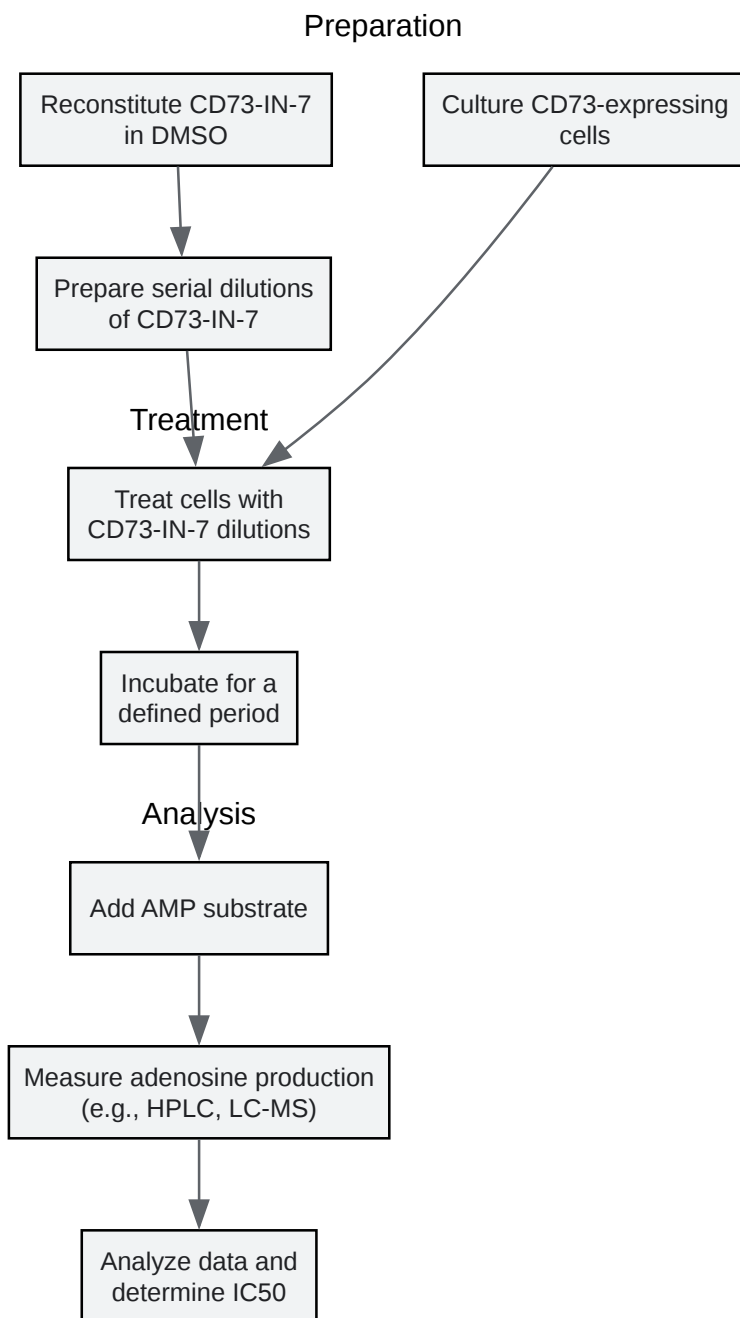 Preparation
Reconstitute CD73-IN-7
in DMSO
Culture CD73-expressing
cells
Prepare serial dilutions
of CD73-IN-7
Treatment
Treat cells with
CD73-IN-7 dilutions
Incubate for a
defined period
Analysis
Add AMP substrate
Measure adenosine production
(e.g., HPLC, LC-MS)
Analyze data and
determine IC50